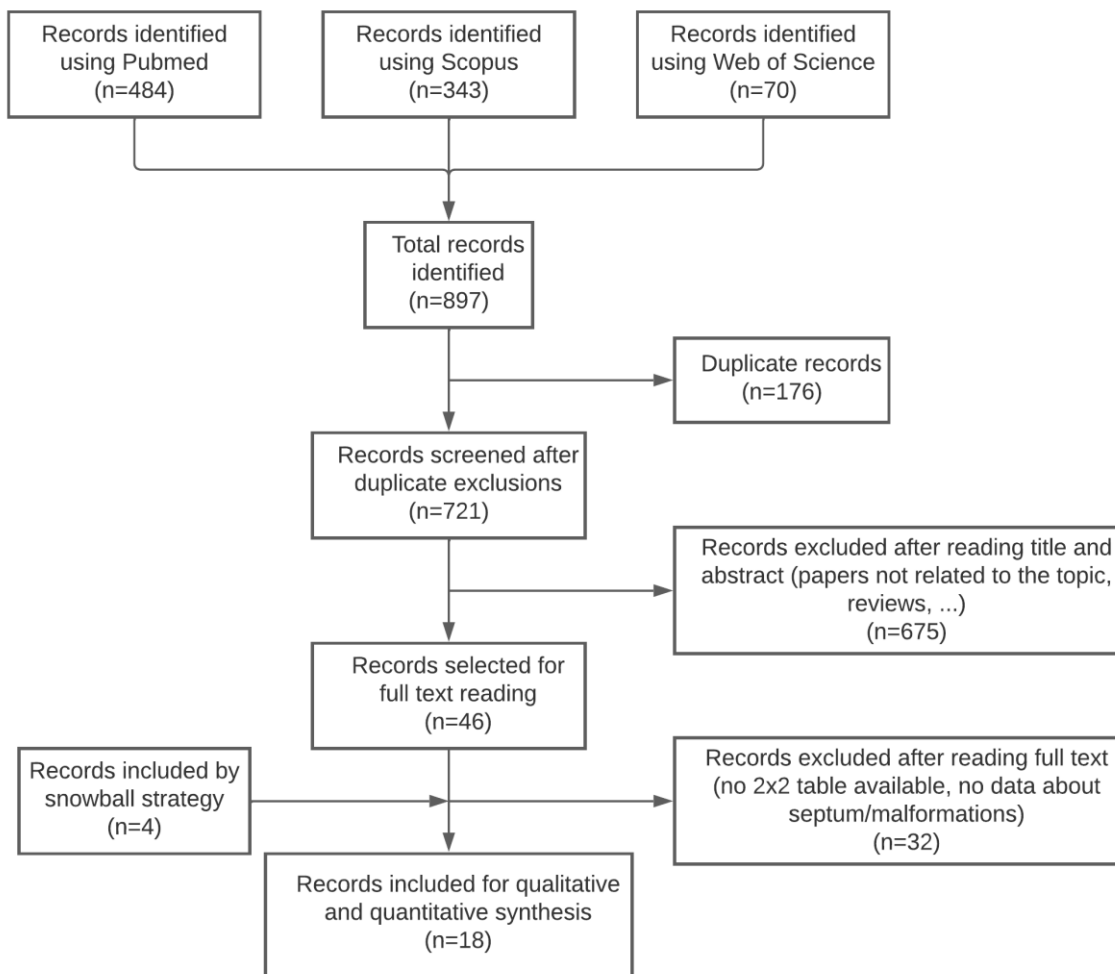 Records identified
using Pubmed
(n=484)
Records identified
using Scopus
(n=343)
Records identified
using Web of Science
(n=70)
Total records
identified
(n=897)
Duplicate records
(n=176)
Records screened after
duplicate exclusions
(n=721)
Records excluded after reading title and
abstract (papers not related to the topic,
reviews, ...)
(n=675)
Records selected for
full text reading
(n=46)
Records included by
snowball strategy
(n=4)
Records excluded after reading full text
(no 2x2 table available, no data about
septum/malformations)
(n=32)
Records included for qualitative
and quantitative synthesis
(n=18)